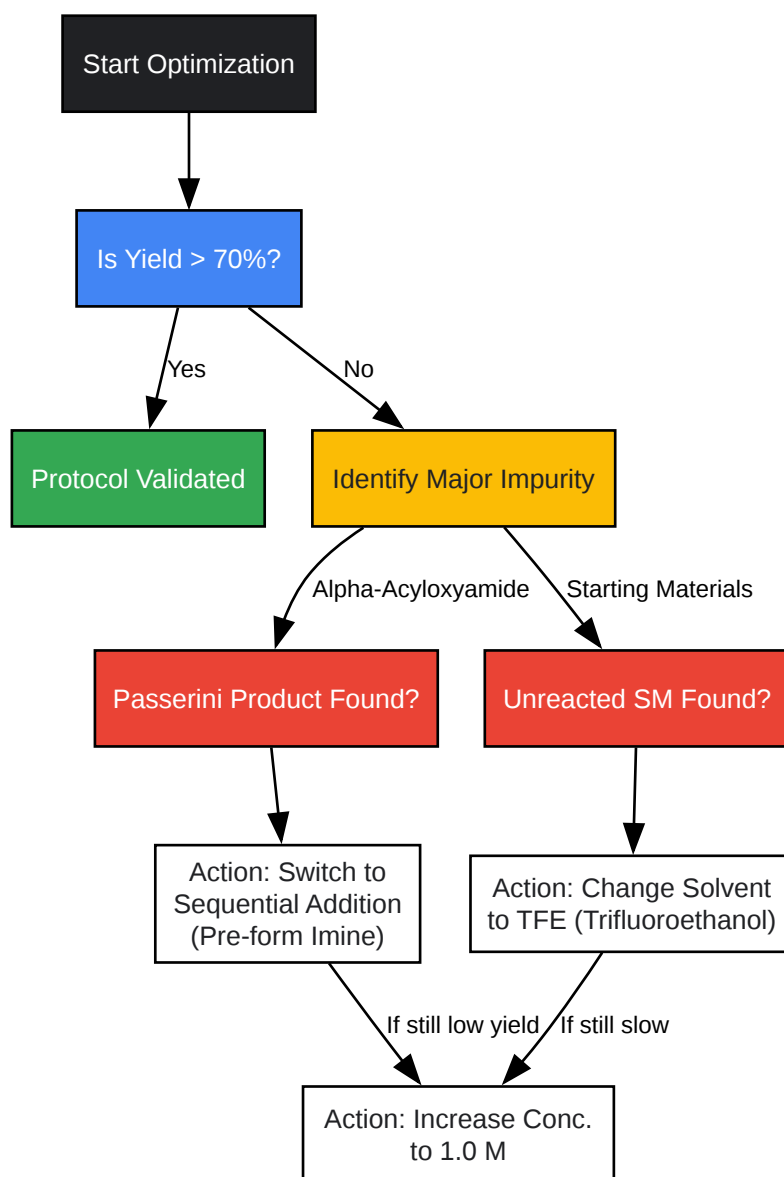 Start Optimization
Is Yield > 70%?
Yes
No
Protocol Validated
Identify Major Impurity
Alpha-Acyloxyamide
Starting Materials
Passerini Product Found?
Unreacted SM Found?
Action: Switch to
Sequential Addition
(Pre-form Imine)
Action: Change Solvent
to TFE (Trifluoroethanol)
If still low yield
If still slow
Action: Increase Conc.
to 1.0 M